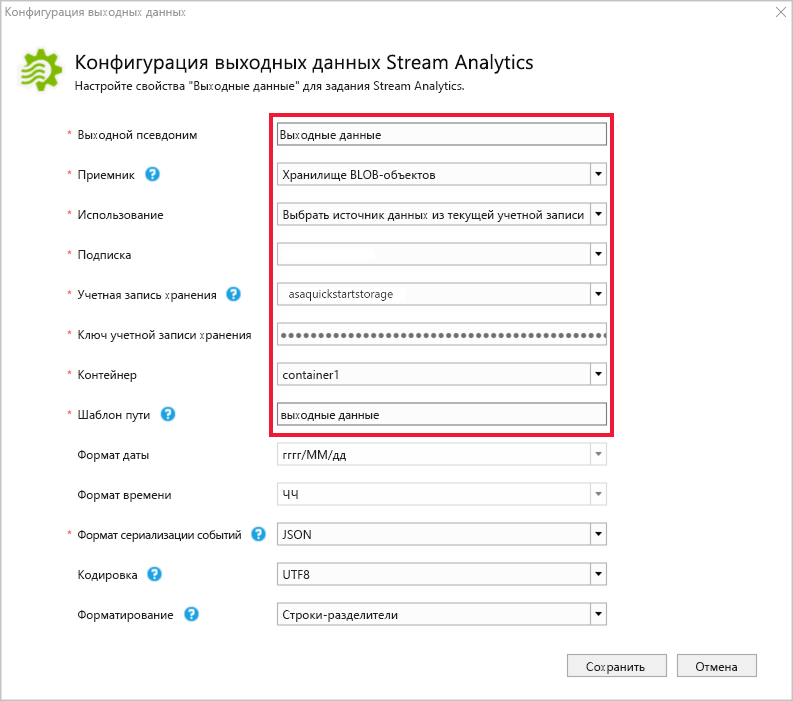 Конфигурация выходных данных
Конфигурация выходных данных Stream Analytics
Настройте свойства "Выходные данные" для задания Stream Analytics.
* Выходной псевдоним Выходные данные
* Приемник ? Хранилище BLOB-объектов
* Использование Выбрать источник данных из текущей учетной записи
* Подписка
* Учетная запись хранения ? asaquickstartstorage
* Ключ учетной записи хранения
* Контейнер container1
* Шаблон пути ? выходные данные
Формат даты гггг/ММ/дд
Формат времени ЧЧ
* Формат сериализации событий ? JSON
Кодировка ? UTF8
Форматирование ? Строки-разделители
Сохранить Отмена